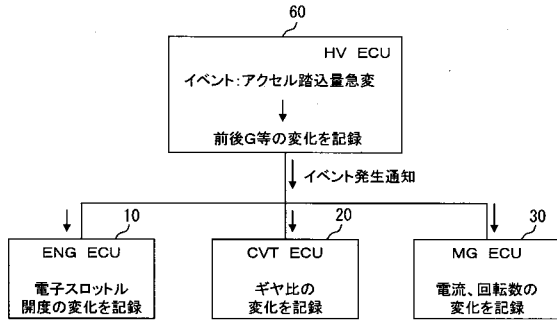 60
HV ECU
イベント:アクセル踏込量急変
前後G等の変化を記録
イベント発生通知
10
20
30
ENG ECU
電子スロットル
開度の変化を記録
CVT ECU
ギヤ比の
変化を記録
MG ECU
電流、回転数の
変化を記録